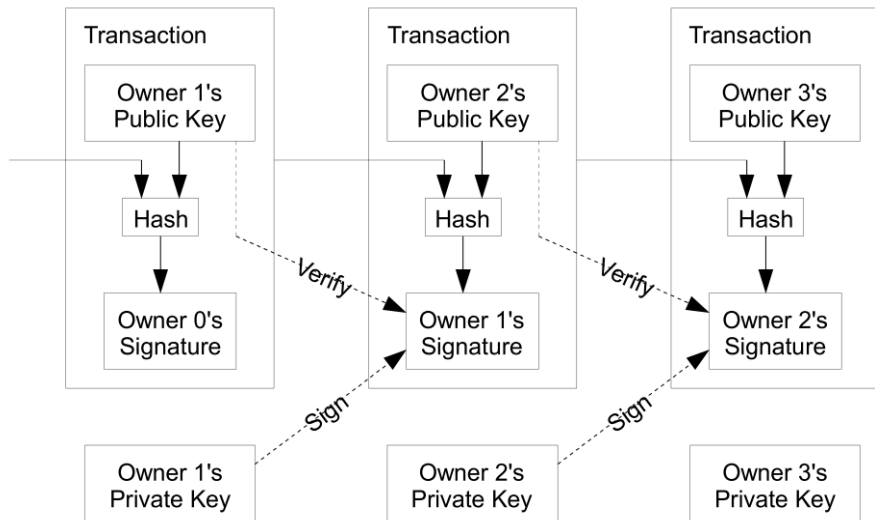 Transaction
Owner 1's
Public Key
Hash
Owner 0's
Signature
Transaction
Owner 2's
Public Key
Hash
Verify
Owner 1's
Signature
Transaction
Owner 3's
Public Key
Hash
Verify
Owner 2's
Signature
Sign
Sign
Owner 1's
Private Key
Owner 2's
Private Key
Owner 3's
Private Key